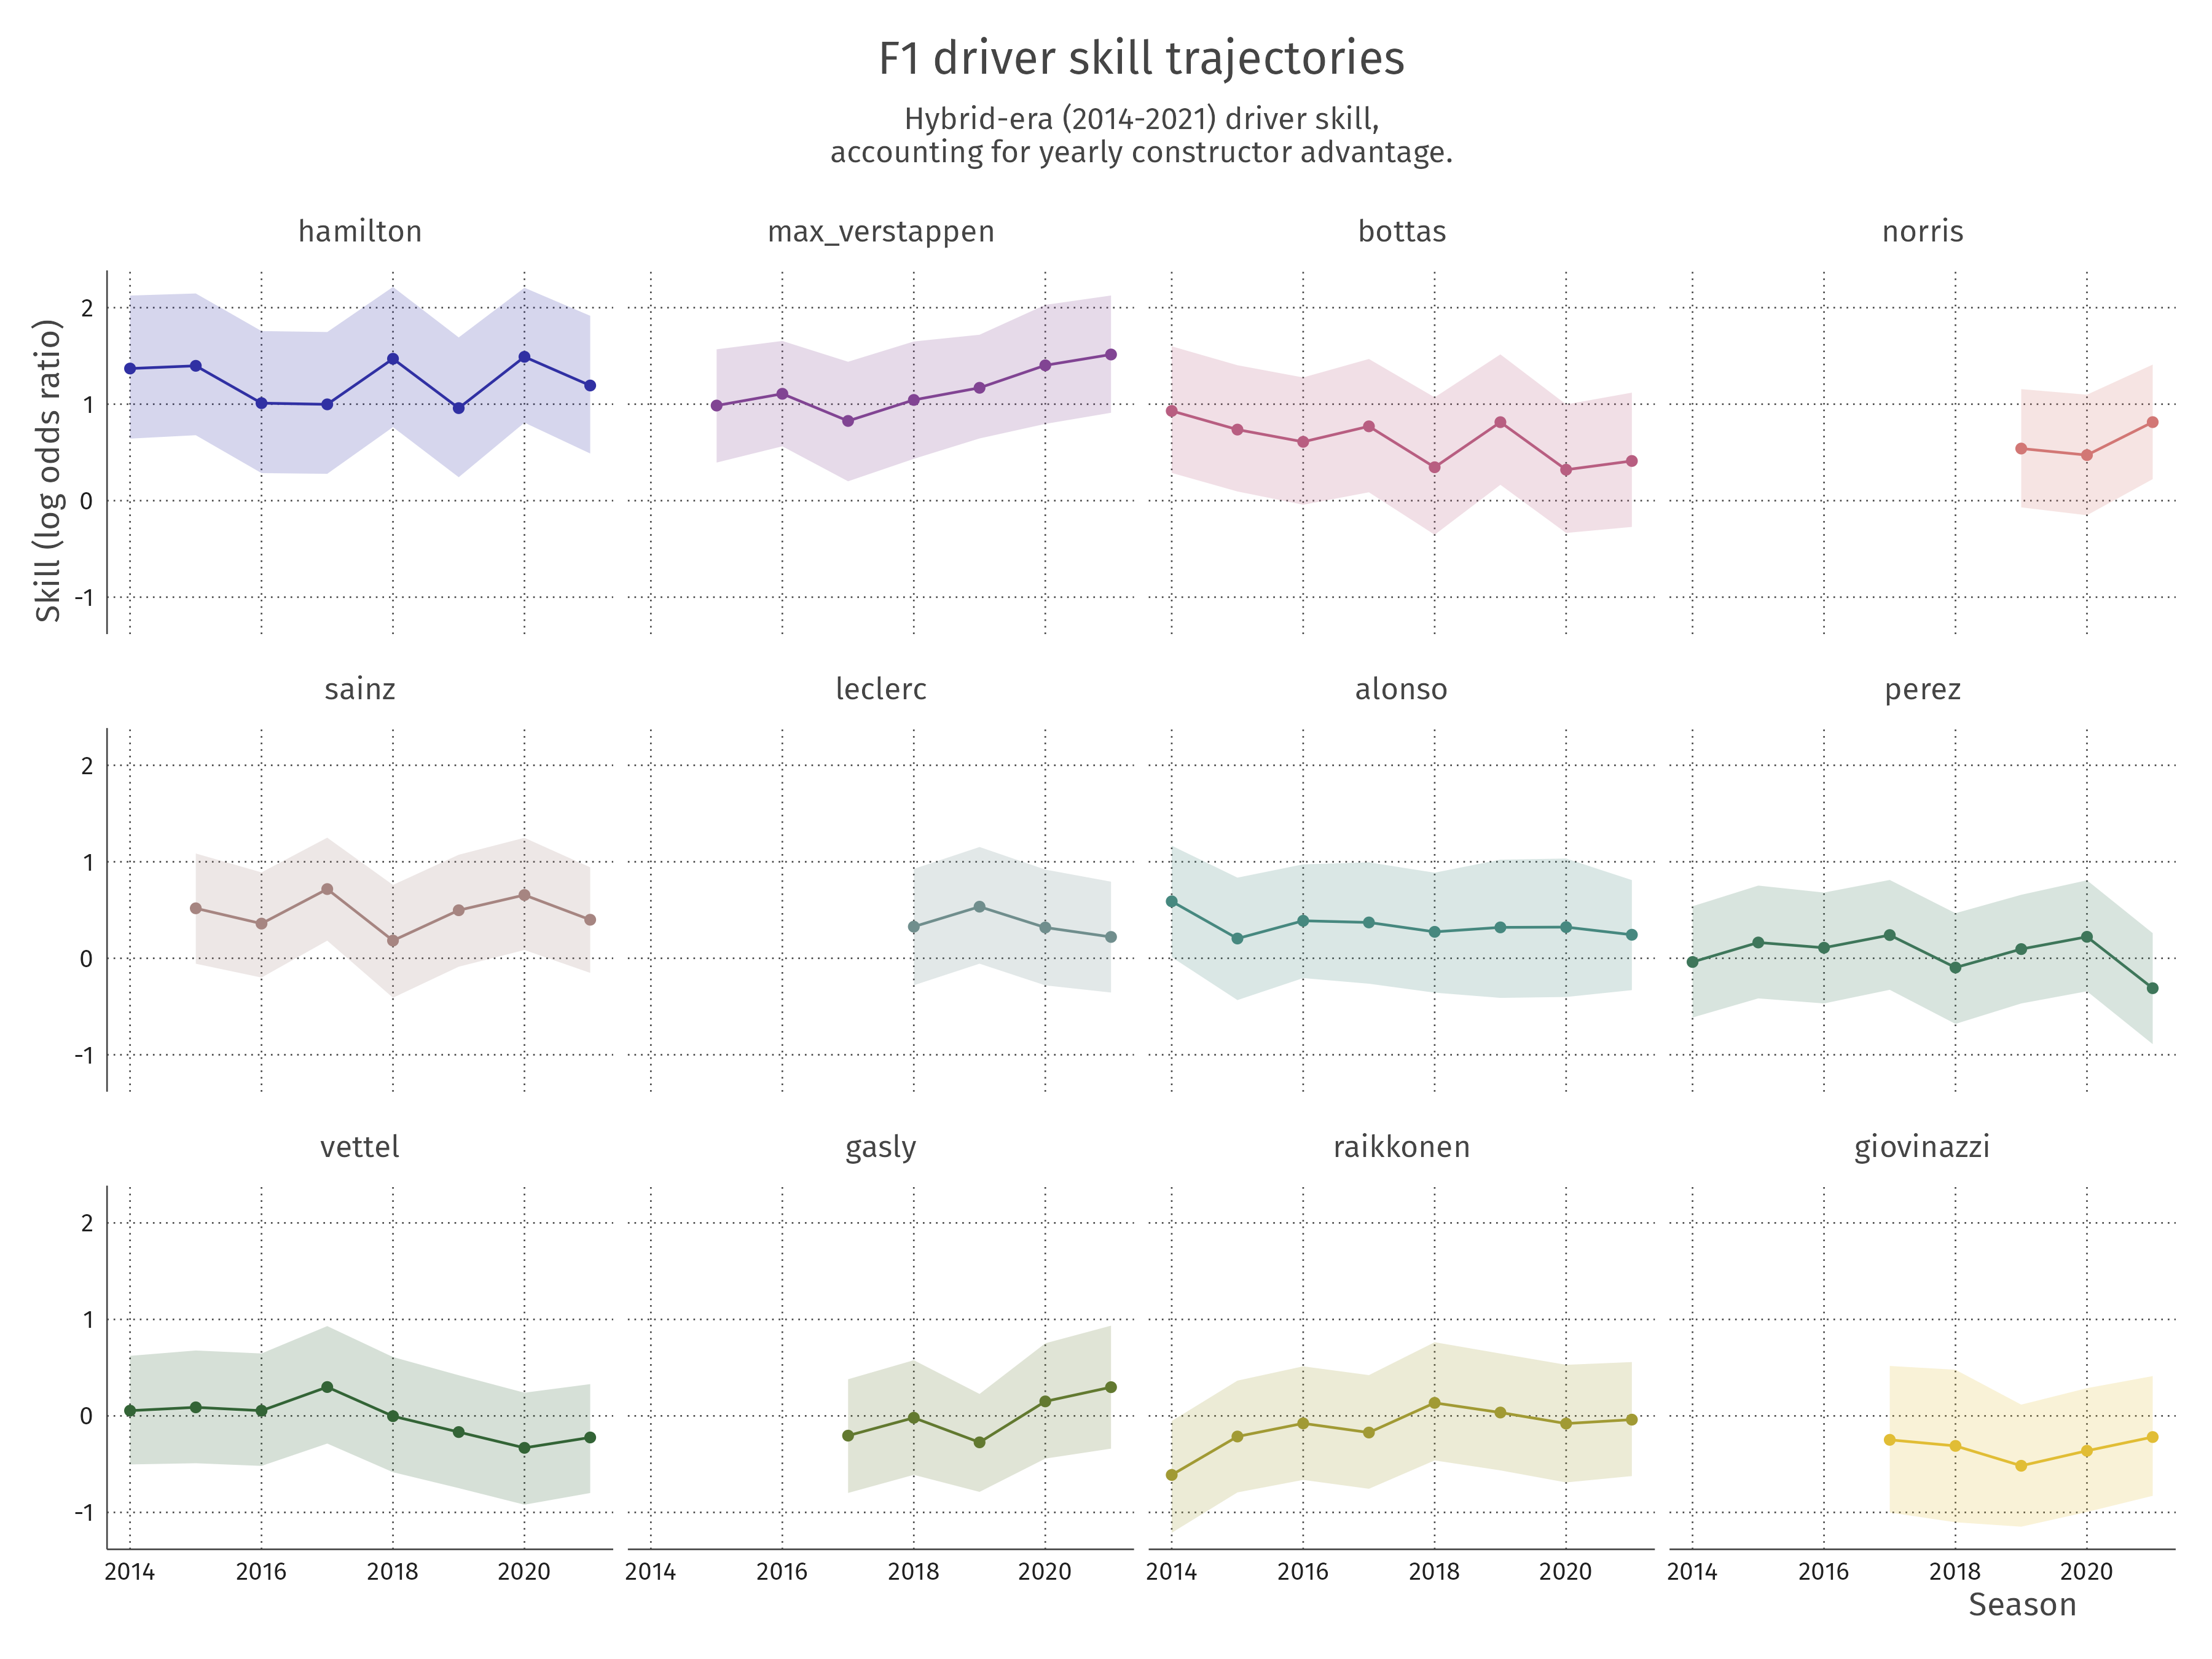 F1 driver skill trajectories
Hybrid-era (2014-2021) driver skill,
accounting for yearly constructor advantage.
hamilton
max_verstappen
bottas
norris
Skill (log odds ratio)
2
1
0
-1
sainz
leclerc
alonso
perez
2
1
0
-1
vettel
gasly
raikkonen
giovinazzi
2
1
0
-1
2014 2016 2018 2020 2014 2016 2018 2020 2014 2016 2018 2020 2014 2016 2018 2020
Season